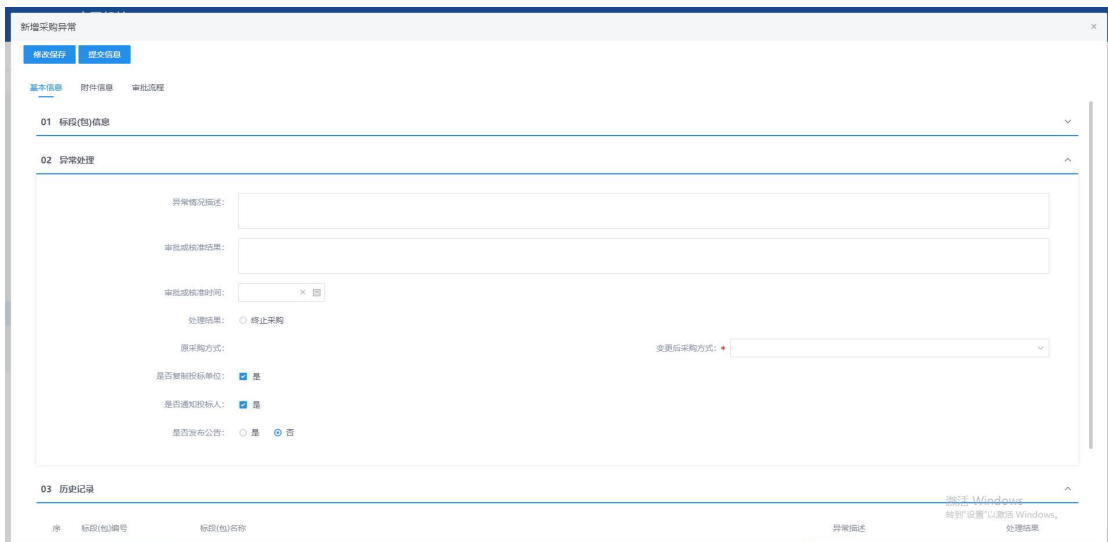 新增采购异常
×
修改保存 提交信息
基本信息 附件信息 审批流程
01 标段(包)信息
02 异常处理
异常情况描述：
审批或核准结果：
审批或核准时间：
处理结果： 终止采购
原采购方式： 变更后采购方式：*
是否复制投标单位： 是
是否通知投标人： 是
是否发布公告： 是 否
03 历史记录
激活 Windows
转到"设置"以激活 Windows。
序 标段(包)编号 标段(包)名称 异常描述 处理结果